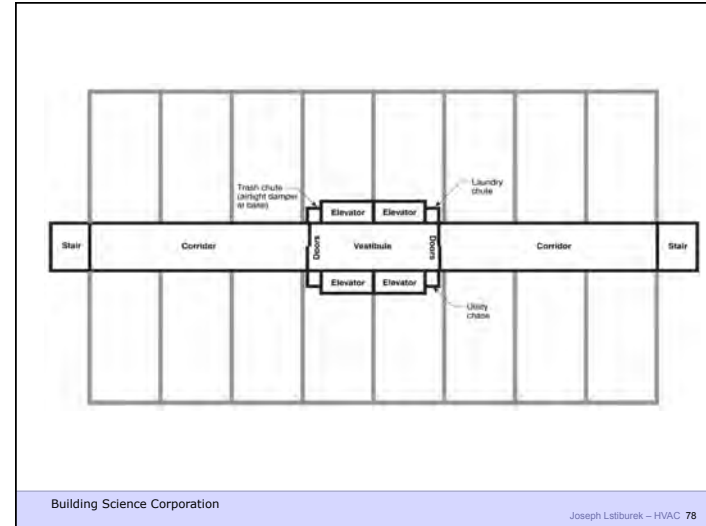 Trash chute
(airtight damper
at base)
Laundry
chute
Elevator
Elevator
Stair
Corridor
Doors
Vestibule
Doors
Corridor
Stair
Elevator
Elevator
Utility
chase
Building Science Corporation
Joseph Lstiburek – HVAC 78